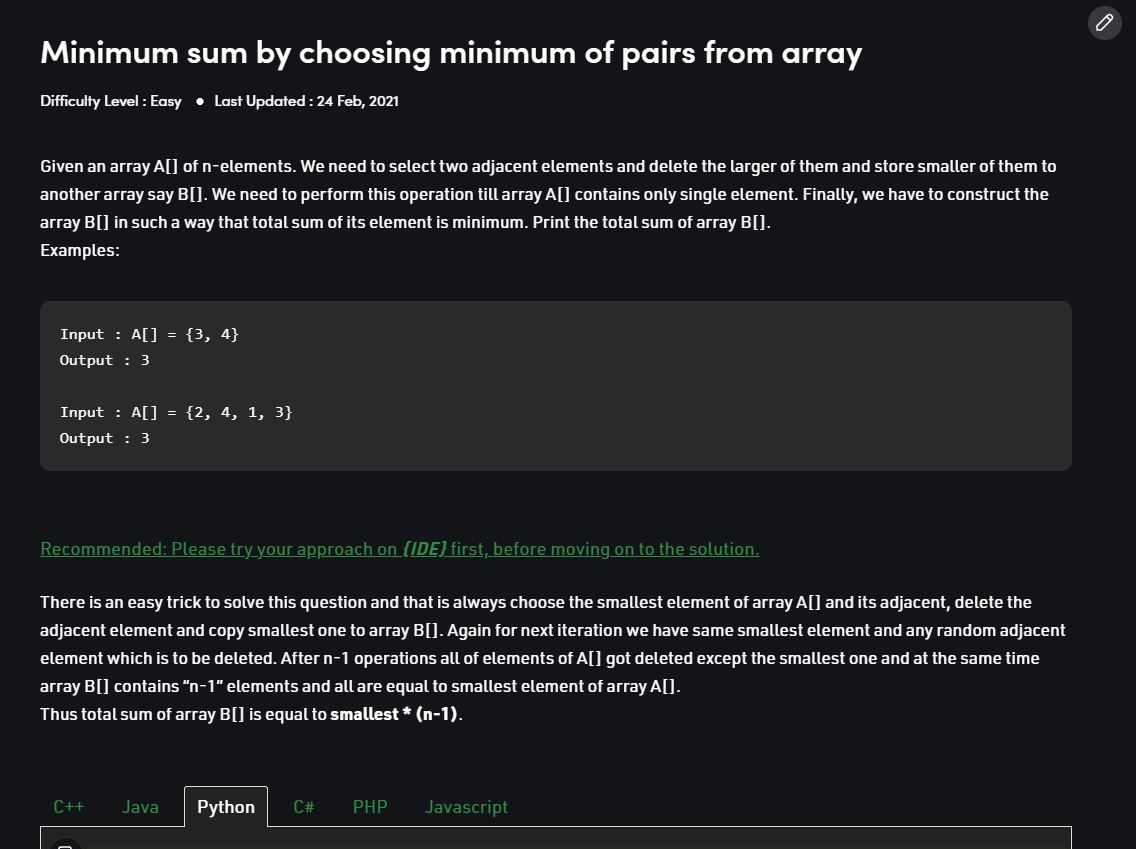 Minimum sum by choosing minimum of pairs from array
Difficulty Level : Easy ● Last Updated : 24 Feb, 2021
Given an array A[] of n-elements. We need to select two adjacent elements and delete the larger of them and store smaller of them to
another array say B[]. We need to perform this operation till array A[] contains only single element. Finally, we have to construct the
array B[] in such a way that total sum of its element is minimum. Print the total sum of array B[].
Examples:
Input : A[] = {3, 4}
Output : 3
Input : A[] = {2, 4, 1, 3}
Output : 3
Recommended: Please try your approach on {IDE} first, before moving on to the solution.
There is an easy trick to solve this question and that is always choose the smallest element of array A[] and its adjacent, delete the
adjacent element and copy smallest one to array B[]. Again for next iteration we have same smallest element and any random adjacent
element which is to be deleted. After n-1 operations all of elements of A[] got deleted except the smallest one and at the same time
array B[] contains “n-1” elements and all are equal to smallest element of array A[].
Thus total sum of array B[] is equal to smallest * (n-1).
C++ Java Python C# PHP Javascript